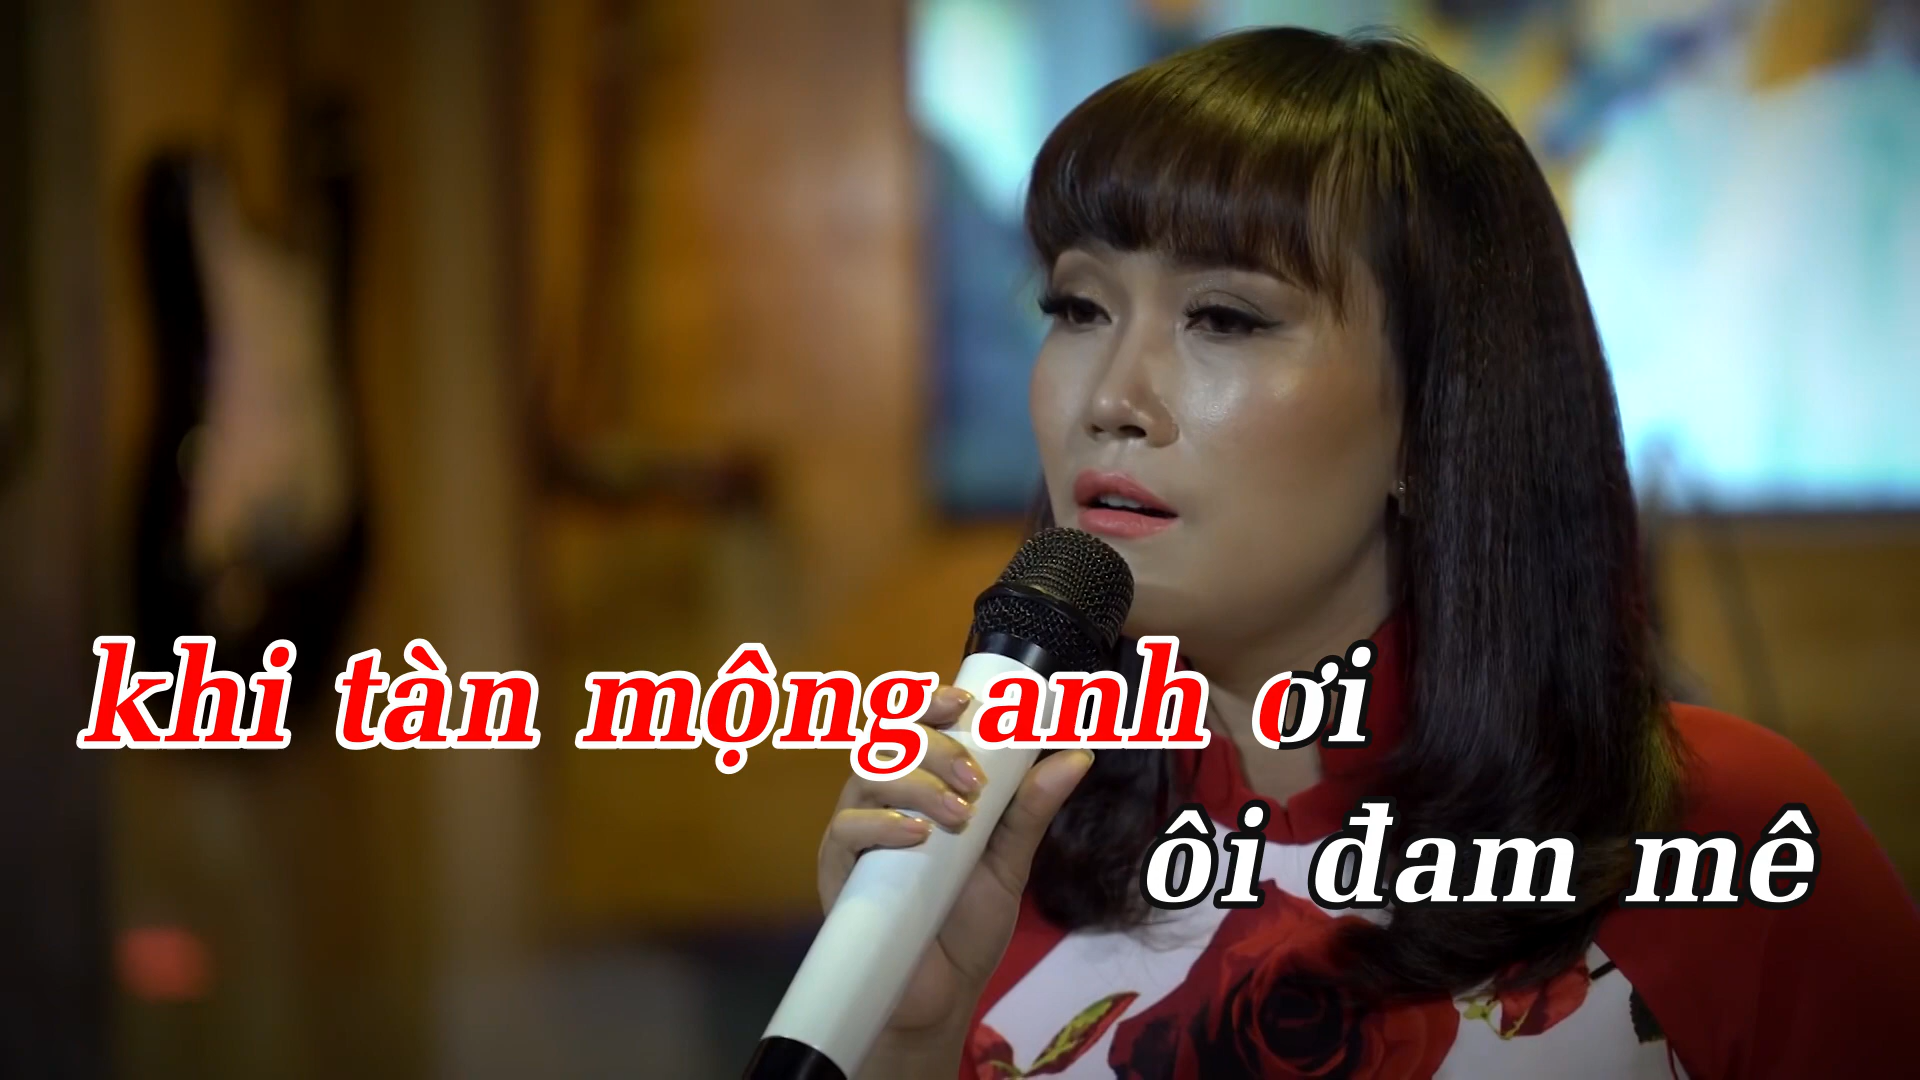 khi tàn mộng anh ơi
ôi đam mê